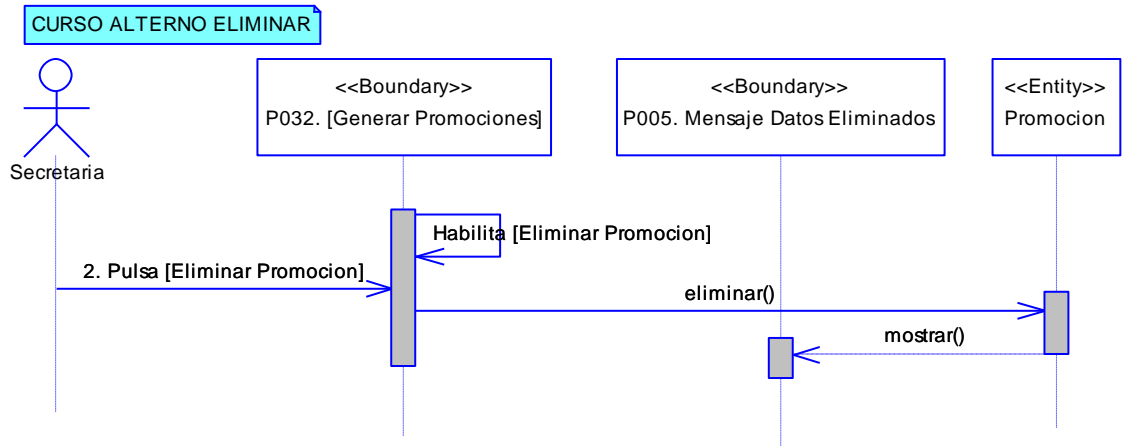 CURSO ALTERNO ELIMINAR
Secretaria
<<Boundary>>
P032. [Generar Promociones]
<<Boundary>>
P005. Mensaje Datos Eliminados
<<Entity>>
Promocion
Habilita [Eliminar Promocion]
2. Pulsa [Eliminar Promocion]
eliminar()
mostrar()